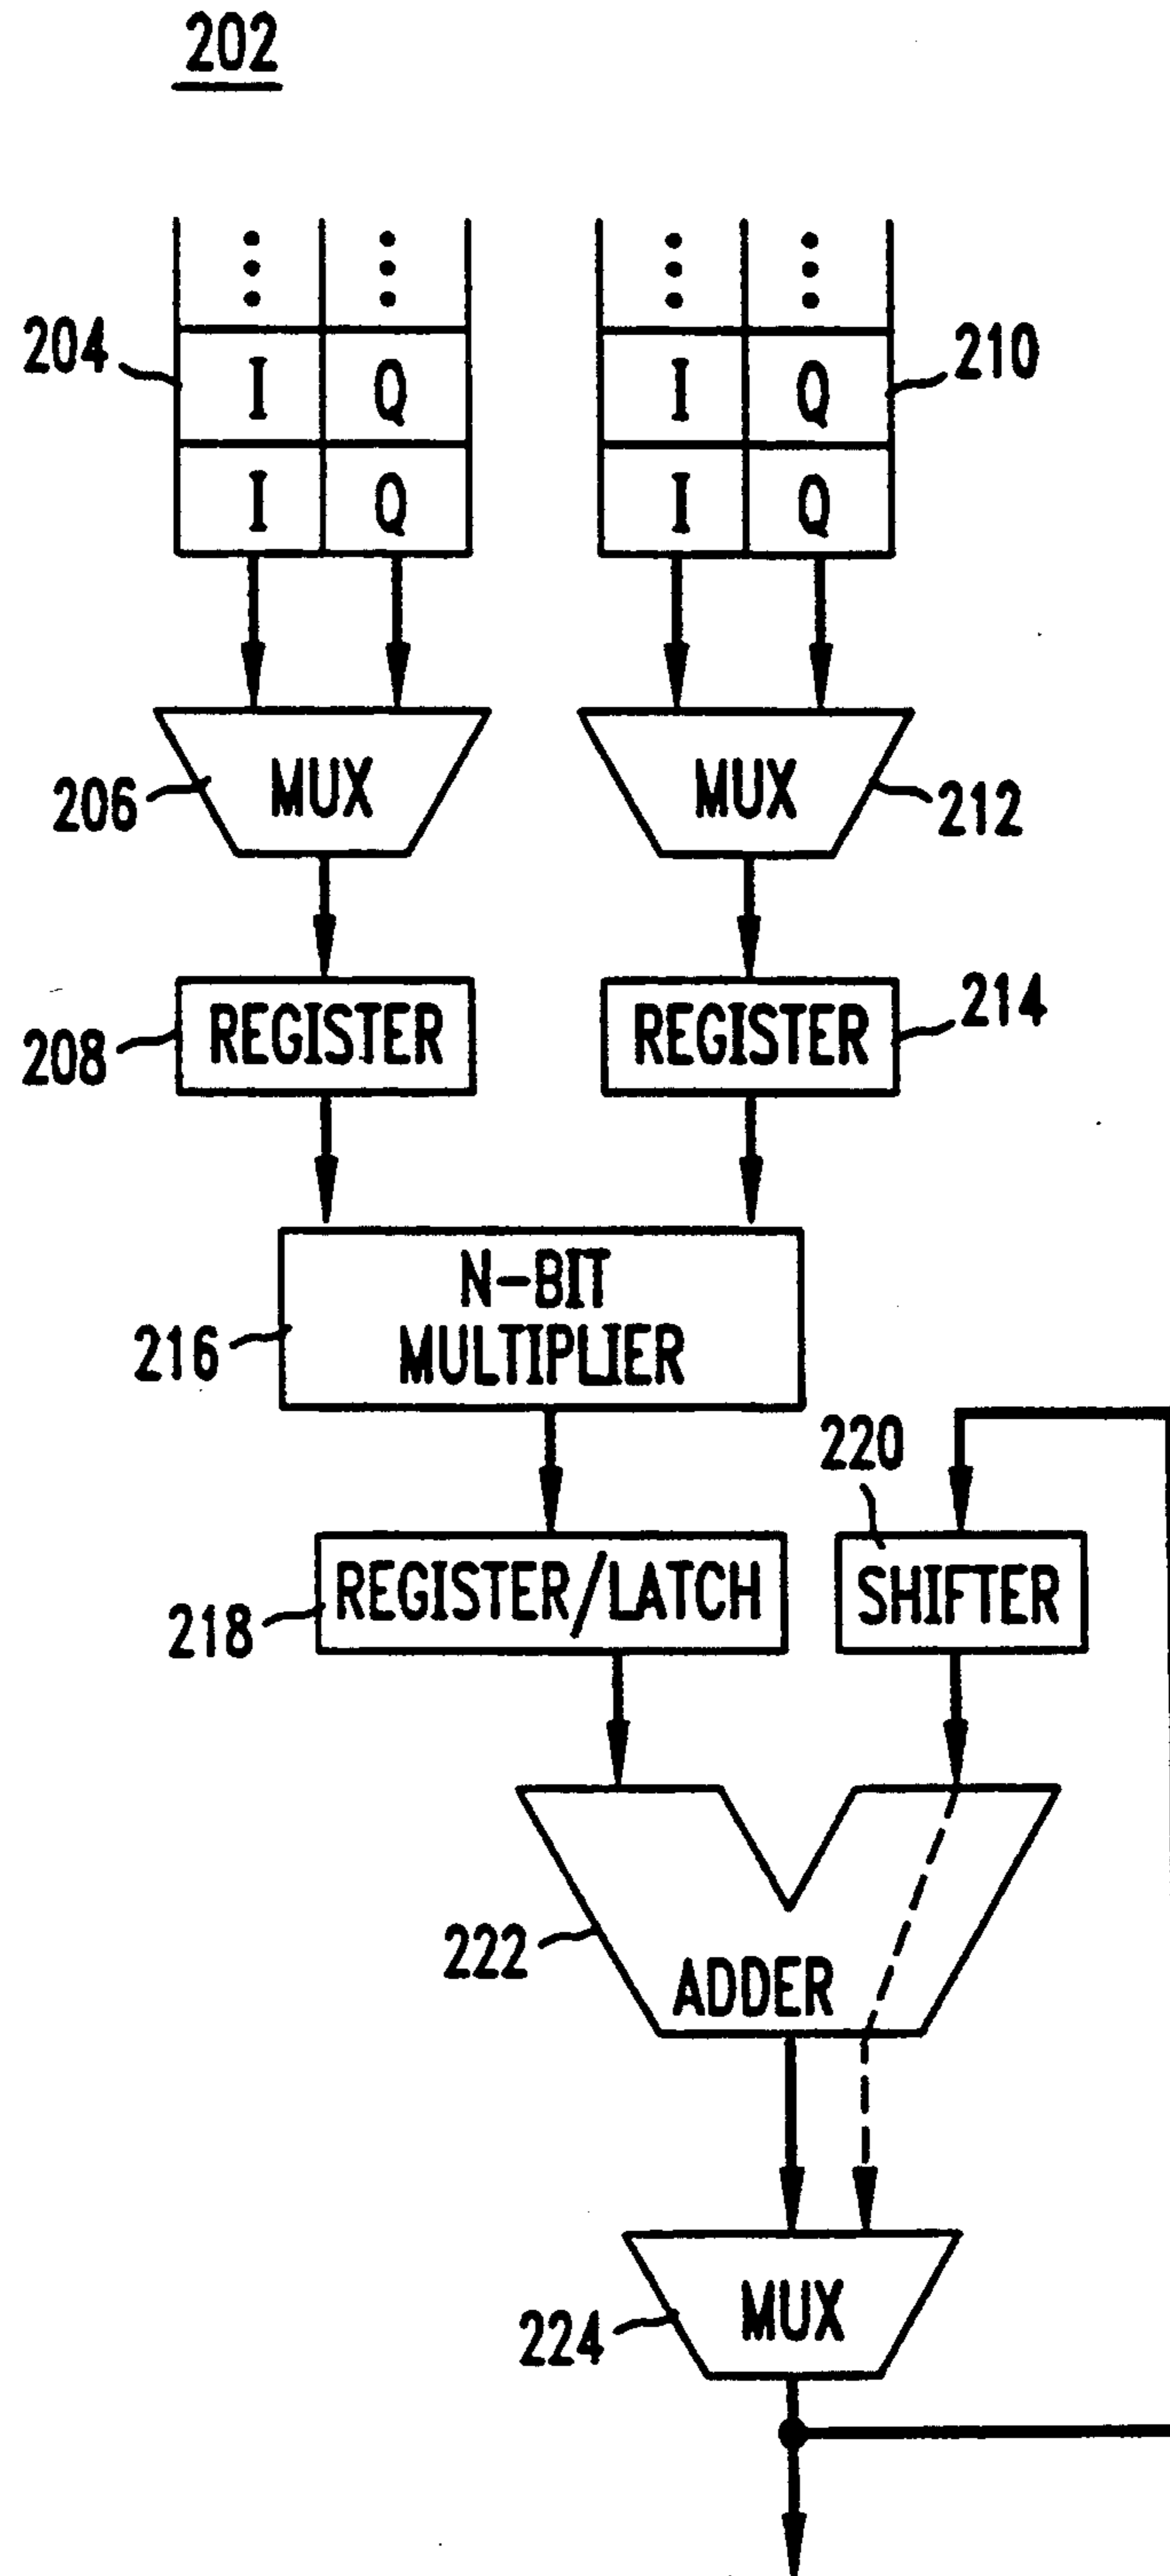 202
204
I Q
I Q
I Q
I Q
210
206
MUX
MUX
212
208
REGISTER
REGISTER
214
216
N-BIT
MULTIPLIER
220
218
REGISTER/LATCH
SHIFTER
222
ADDER
224
MUX